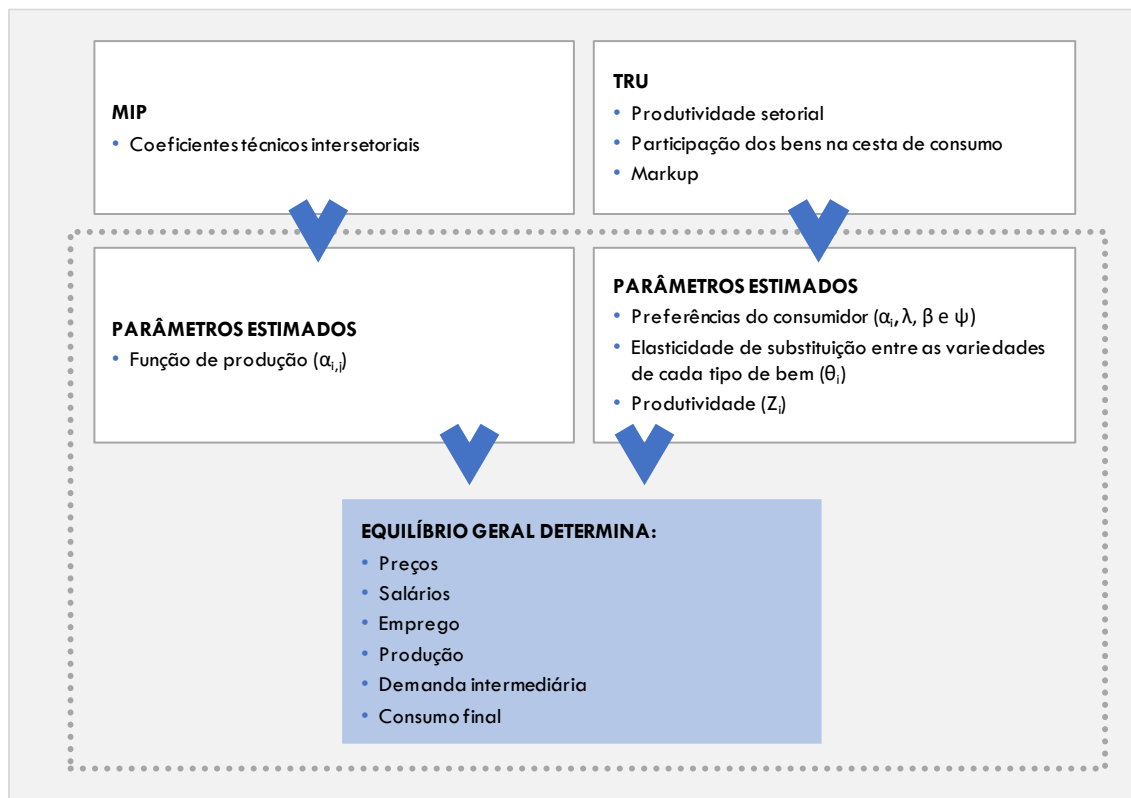 MIP
• Coeficientes técnicos intersetoriais
TRU
• Produtividade setorial
• Participação dos bens na cesta de consumo
• Markup
PARÂMETROS ESTIMADOS
• Função de produção (αi,j)
PARÂMETROS ESTIMADOS
• Preferências do consumidor (αi, λ, β e ψ)
• Elasticidade de substituição entre as variedades
de cada tipo de bem (θi)
• Produtividade (Zi)
EQUILÍBRIO GERAL DETERMINA:
• Preços
• Salários
• Emprego
• Produção
• Demanda intermediária
• Consumo final